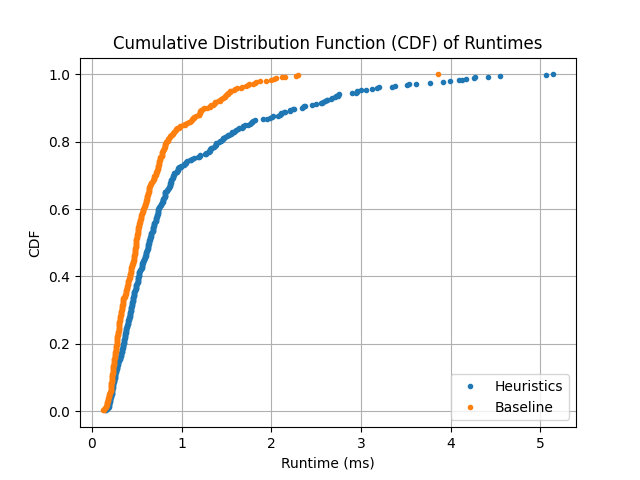 Cumulative Distribution Function (CDF) of Runtimes
1.0
0.8
0.6
0.4
0.2
0.0
CDF
0
1
2
3
4
5
Runtime (ms)
Heuristics
Baseline